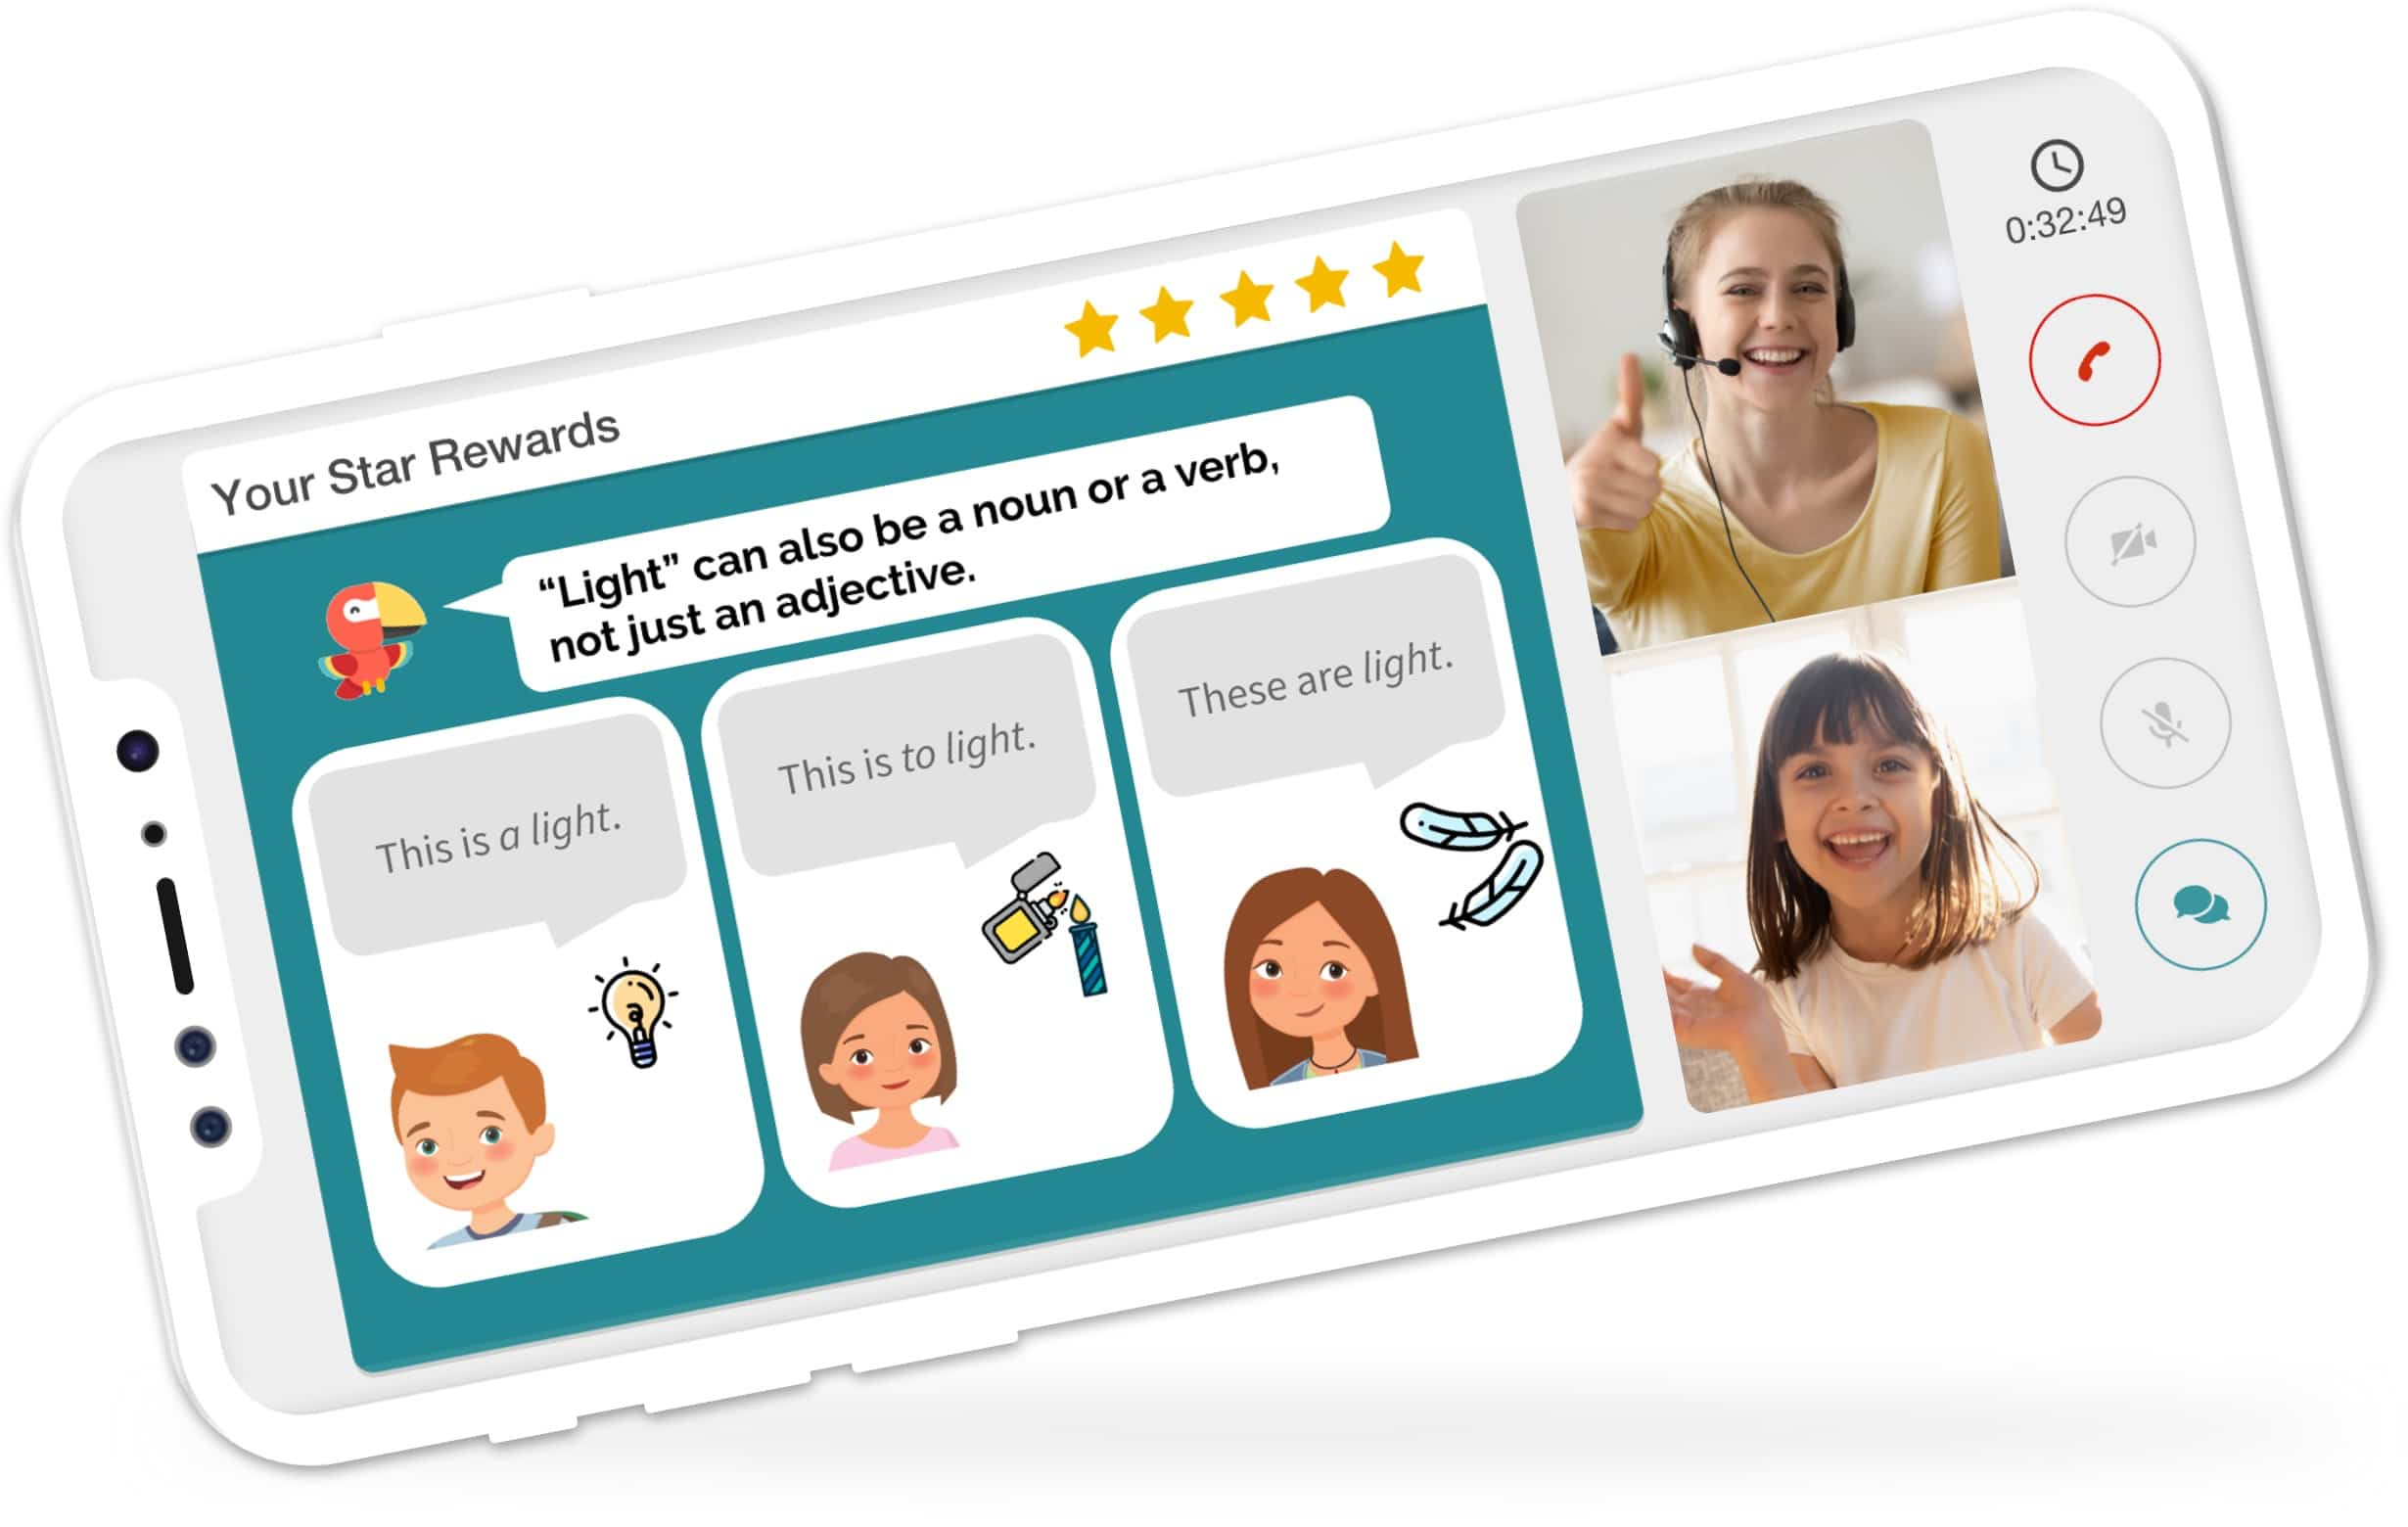 Your Star Rewards
“Light” can also be a noun or a verb,
not just an adjective.
This is a light.
This is to light.
These are light.
0:32:49